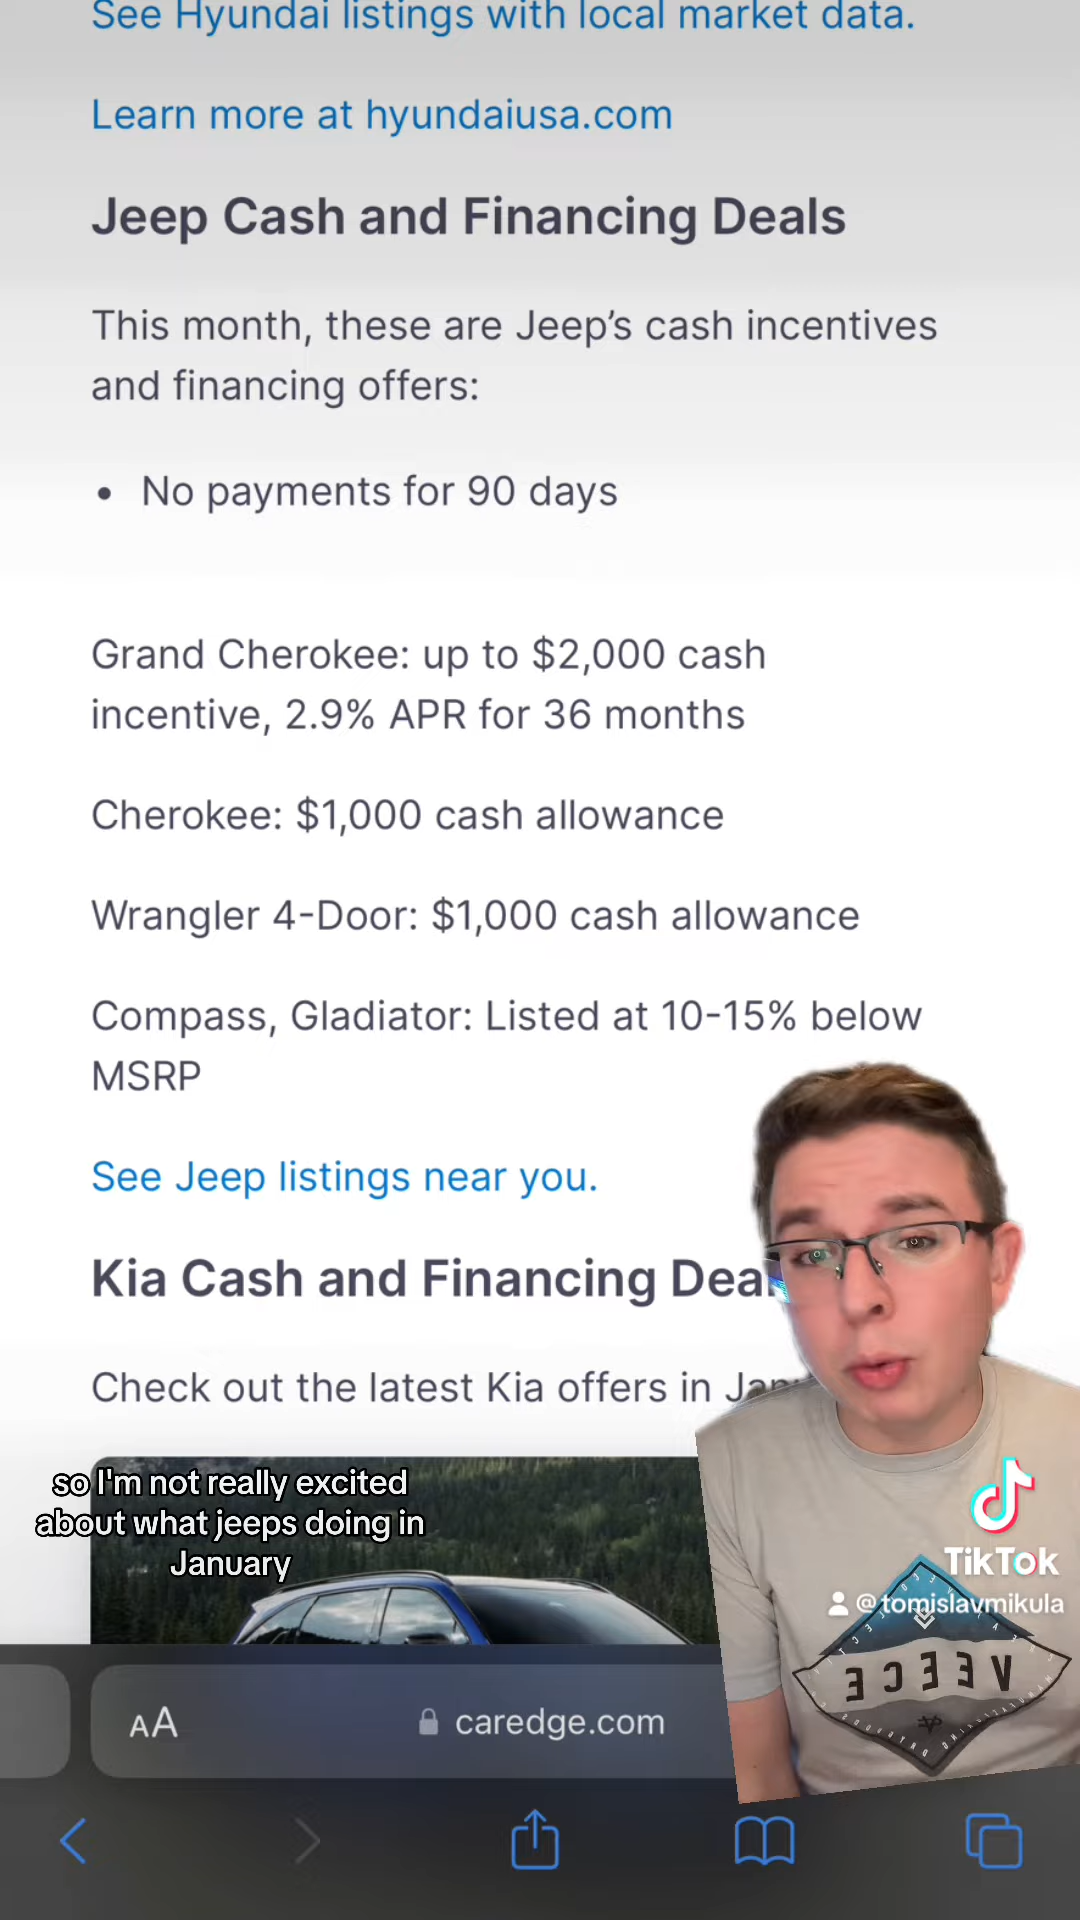 See Hyundai listings with local market data.
Learn more at hyundaiusa.com
Jeep Cash and Financing Deals
This month, these are Jeep's cash incentives
and financing offers:
• No payments for 90 days
Grand Cherokee: up to $2,000 cash
incentive, 2.9% APR for 36 months
Cherokee: $1,000 cash allowance
Wrangler 4-Door: $1,000 cash allowance
Compass, Gladiator: Listed at 10-15% below
MSRP
See Jeep listings near you.
Kia Cash and Financing Dea
Check out the latest Kia offers in
so I'm not really excited
about what jeeps doing in
January
TikTok
@tomislavmikula
VEECE
AA
caredge.com